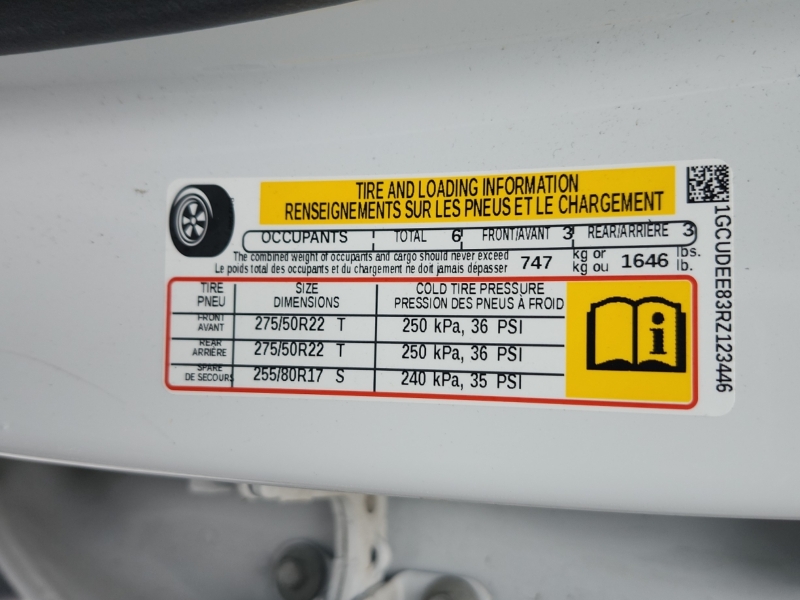 TIRE AND LOADING INFORMATION
RENSEIGNEMENTS SUR LES PNEUS ET LE CHARGEMENT
OCCUPANTS TOTAL 6 FRONT/AVANT 3 REAR/ARRIÈRE 3
The combined weight of occupants and cargo should never exceed 747 kg or 1646 lbs.
Le poids total des occupants et du chargement ne doit jamais dépasser kg ou lb.
TIRE SIZE COLD TIRE PRESSURE
PNEU DIMENSIONS PRESSION DES PNEUS À FROID
FRONT
AVANT 275/50R22 T 250 kPa, 36 PSI
REAR
ARRIÈRE 275/50R22 T 250 kPa, 36 PSI
SPARE
DE SECOURS 255/80R17 S 240 kPa, 35 PSI
1GCUDEE83RZ123446